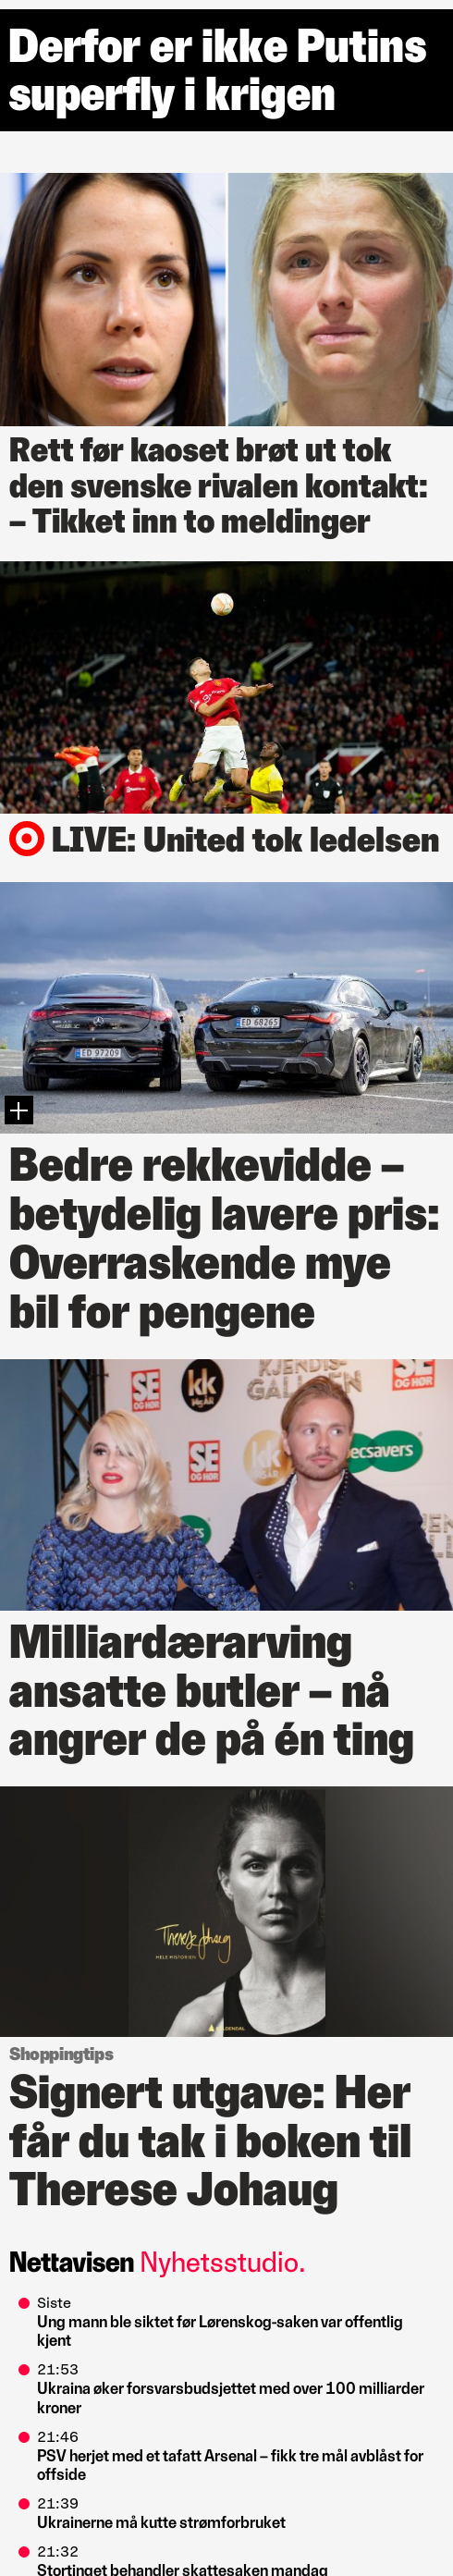 Derfor er ikke Putins
superfly i krigen
Rett før kaoset brøt ut tok
den svenske rivalen kontakt:
– Tikket inn to meldinger
LIVE: United tok ledelsen
ED 97209
ED 68265
Bedre rekkevidde –
betydelig lavere pris:
Overraskende mye
bil for pengene
KJENDIS-
GALLAEN
SE
OG HØR
kk
SE
OG HØR
SE
OG HØR
kk
ecsavers
Milliardærarving
ansatte butler – nå
angrer de på én ting
Therese Johaug
HELE HISTORIEN
GYLDENDAL
Shoppingtips
Signert utgave: Her
får du tak i boken til
Therese Johaug
Nettavisen Nyhetsstudio.
Siste
Ung mann ble siktet før Lørenskog-saken var offentlig
kjent
21:53
Ukraina øker forsvarsbudsjettet med over 100 milliarder
kroner
21:46
PSV herjet med et tafatt Arsenal – fikk tre mål avblåst for
offside
21:39
Ukrainerne må kutte strømforbruket
21:32
Stortinget behandler skattesaken mandag